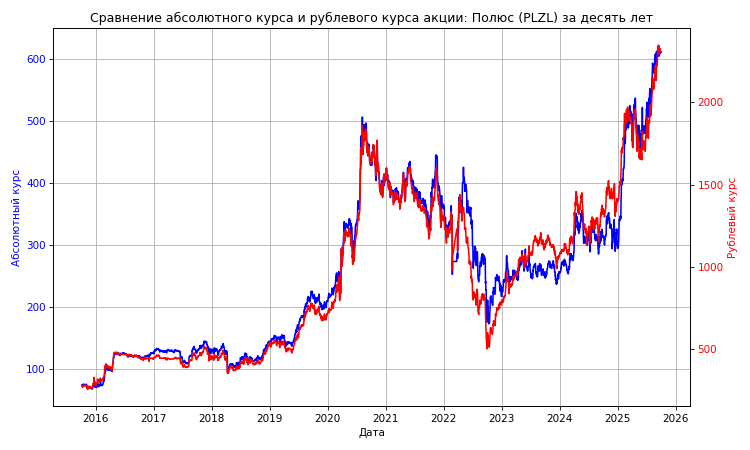 Сравнение абсолютного курса и рублевого курса акции: Полюс (PLZL) за десять лет
600
500
400
300
200
100
Абсолютный курс
2000
1500
1000
500
Рублевый курс
2016 2017 2018 2019 2020 2021 2022 2023 2024 2025 2026
Дата